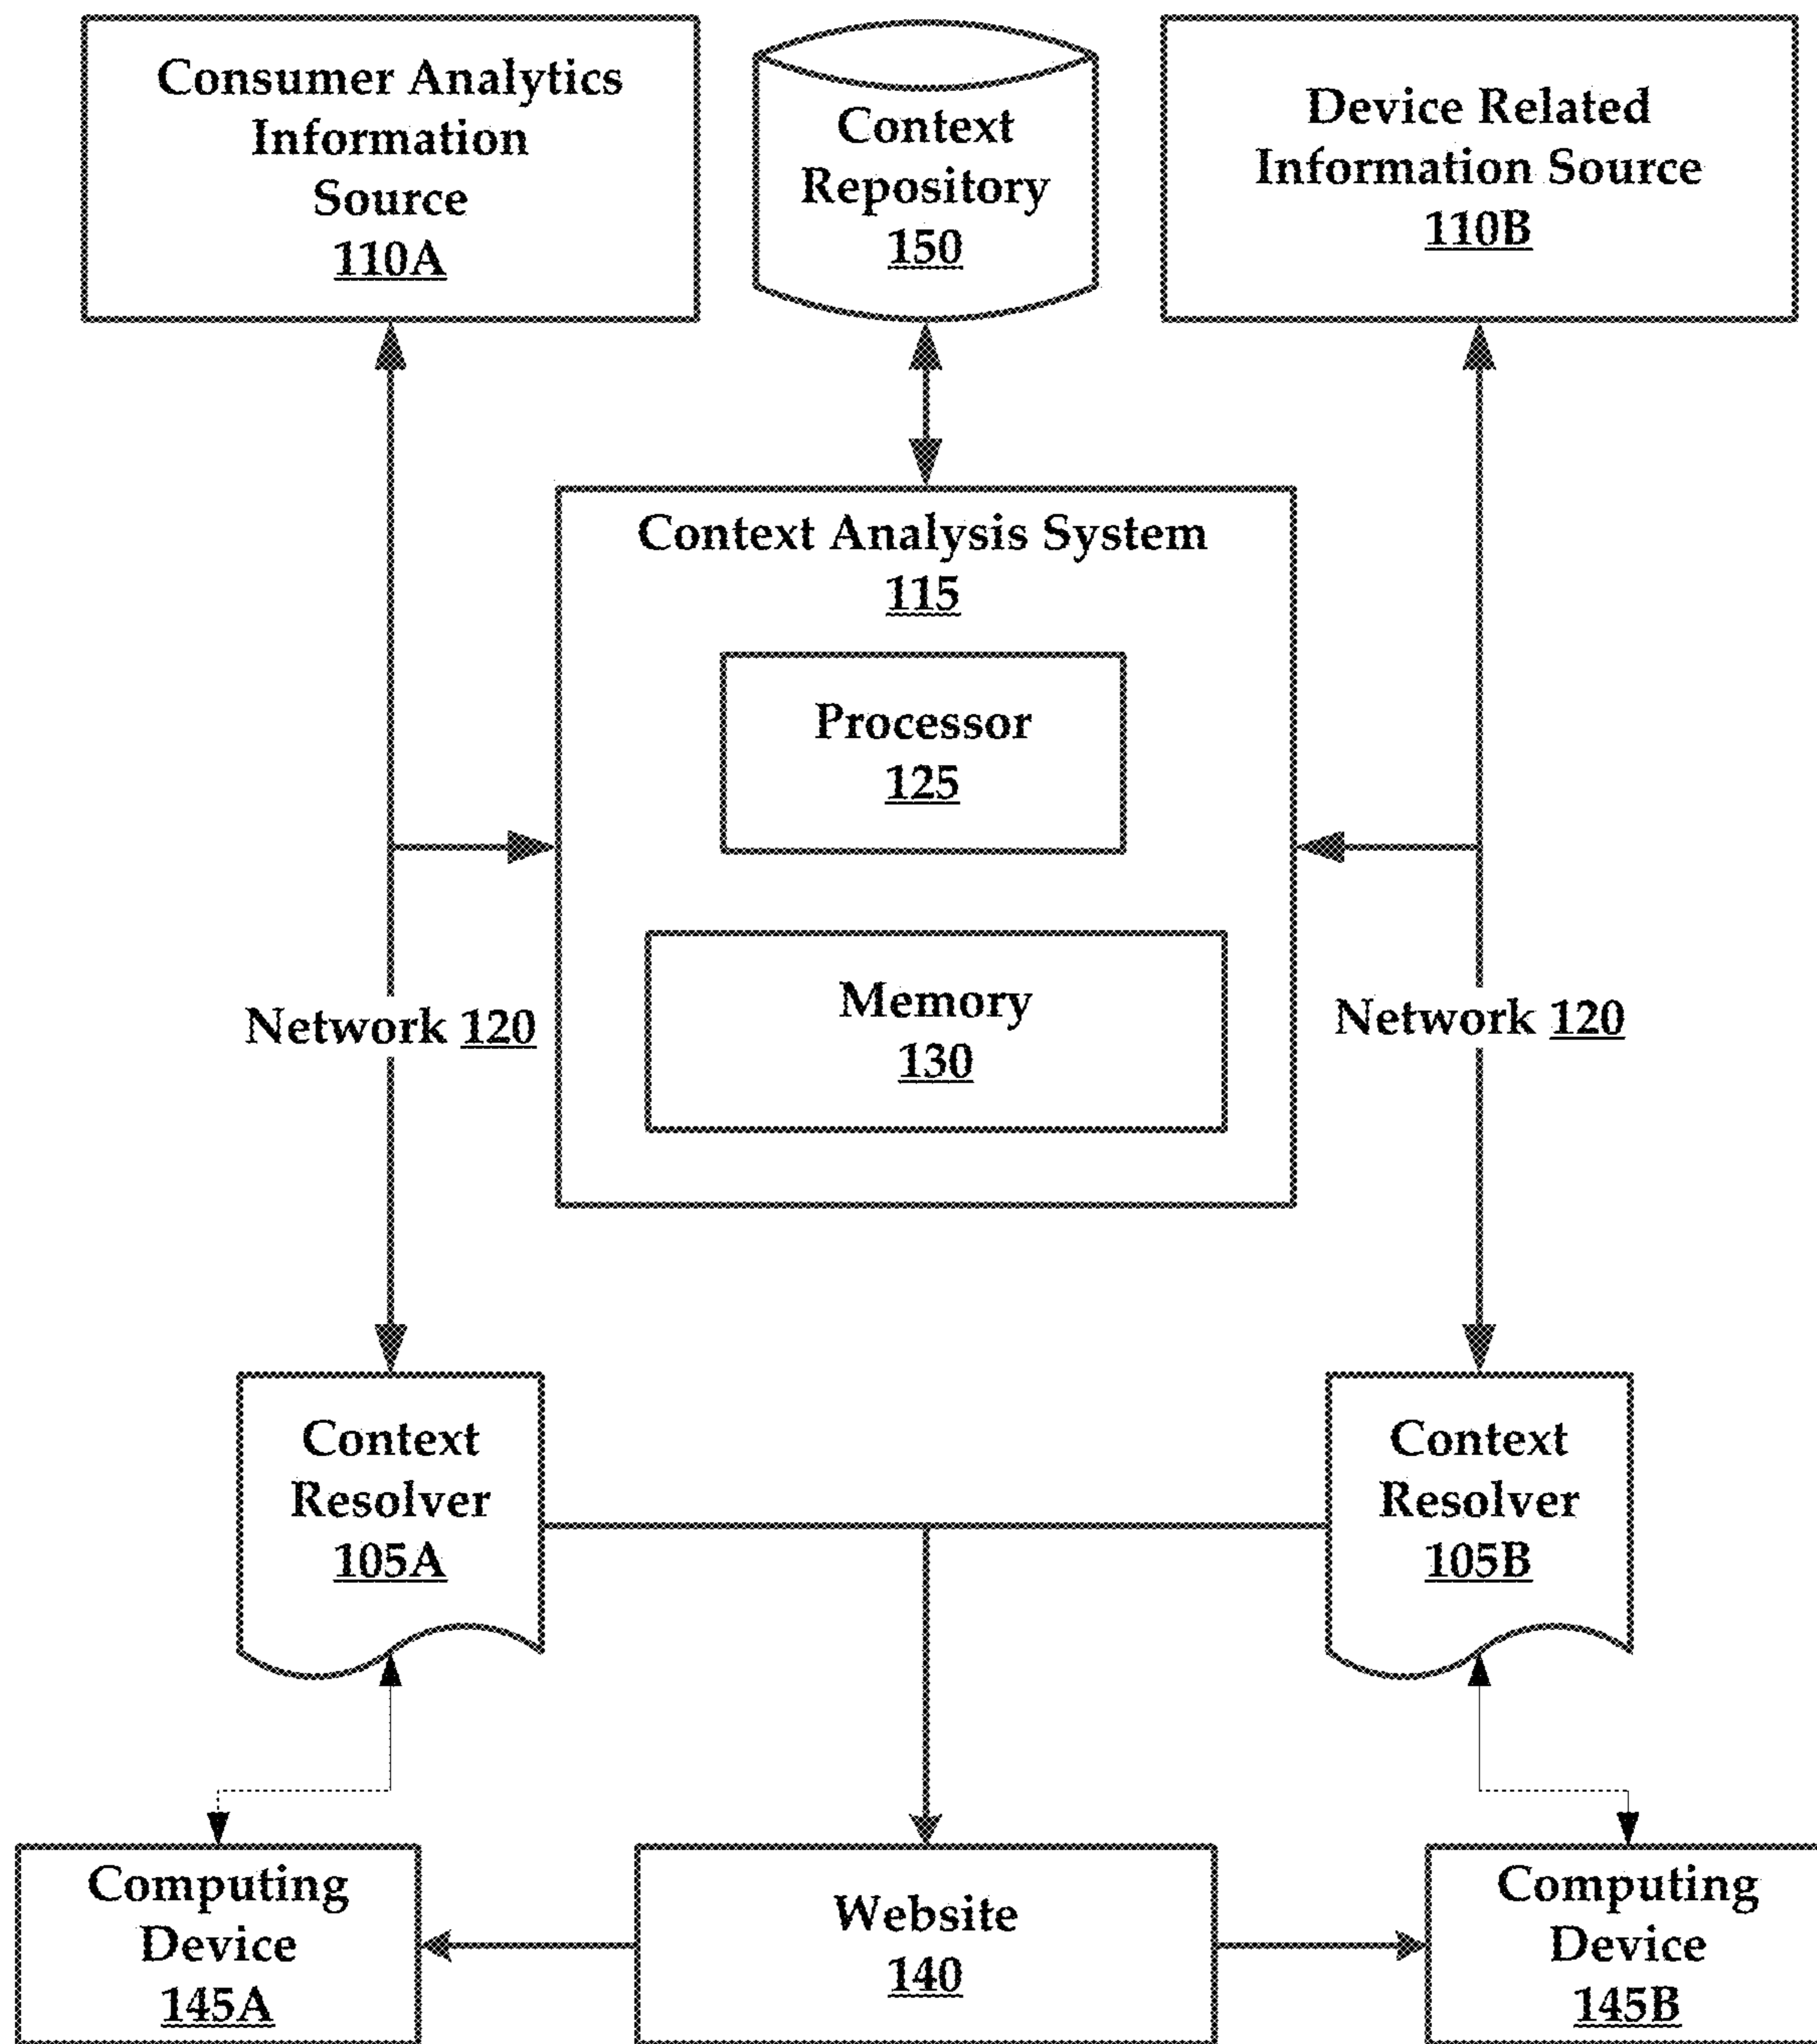 Consumer Analytics
Information
Source
110A
Context
Repository
150
Device Related
Information Source
110B
Context Analysis System
115
Processor
125
Memory
130
Network 120
Network 120
Context
Resolver
105A
Context
Resolver
105B
Computing
Device
145A
Website
140
Computing
Device
145B